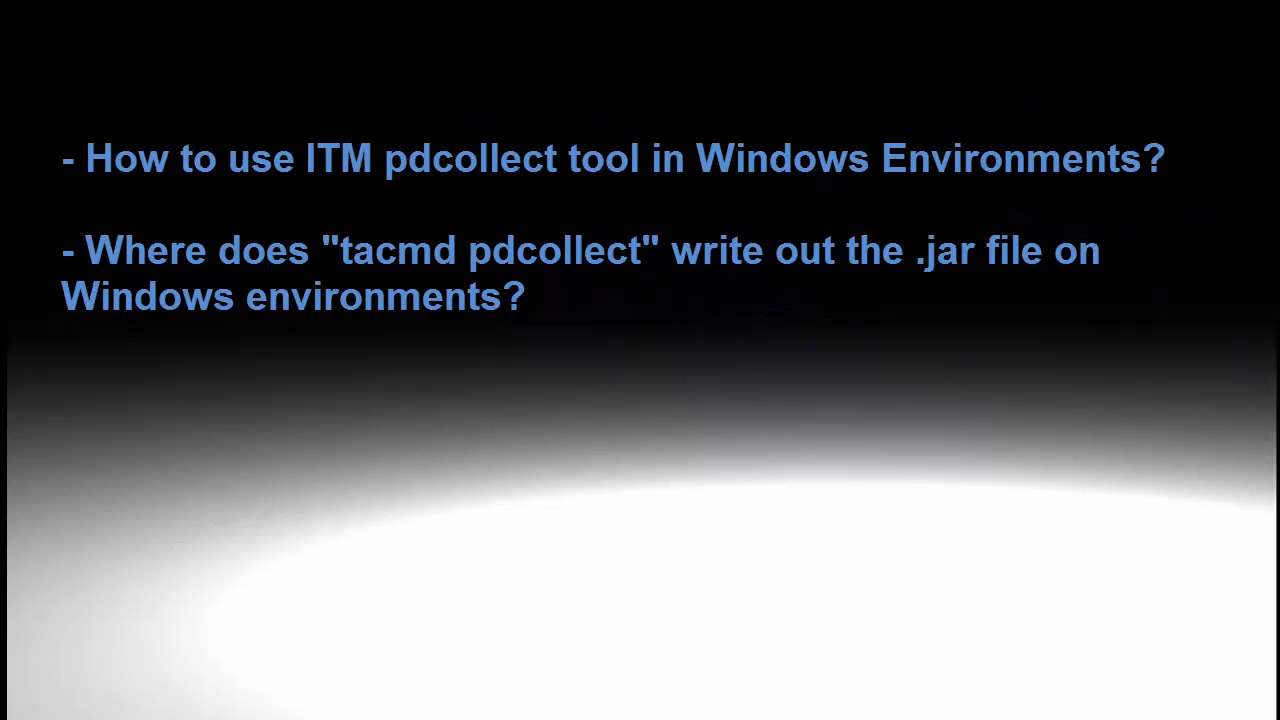 - How to use ITM pdcollect tool in Windows Environments?
- Where does "tacmd pdcollect" write out the .jar file on
Windows environments?